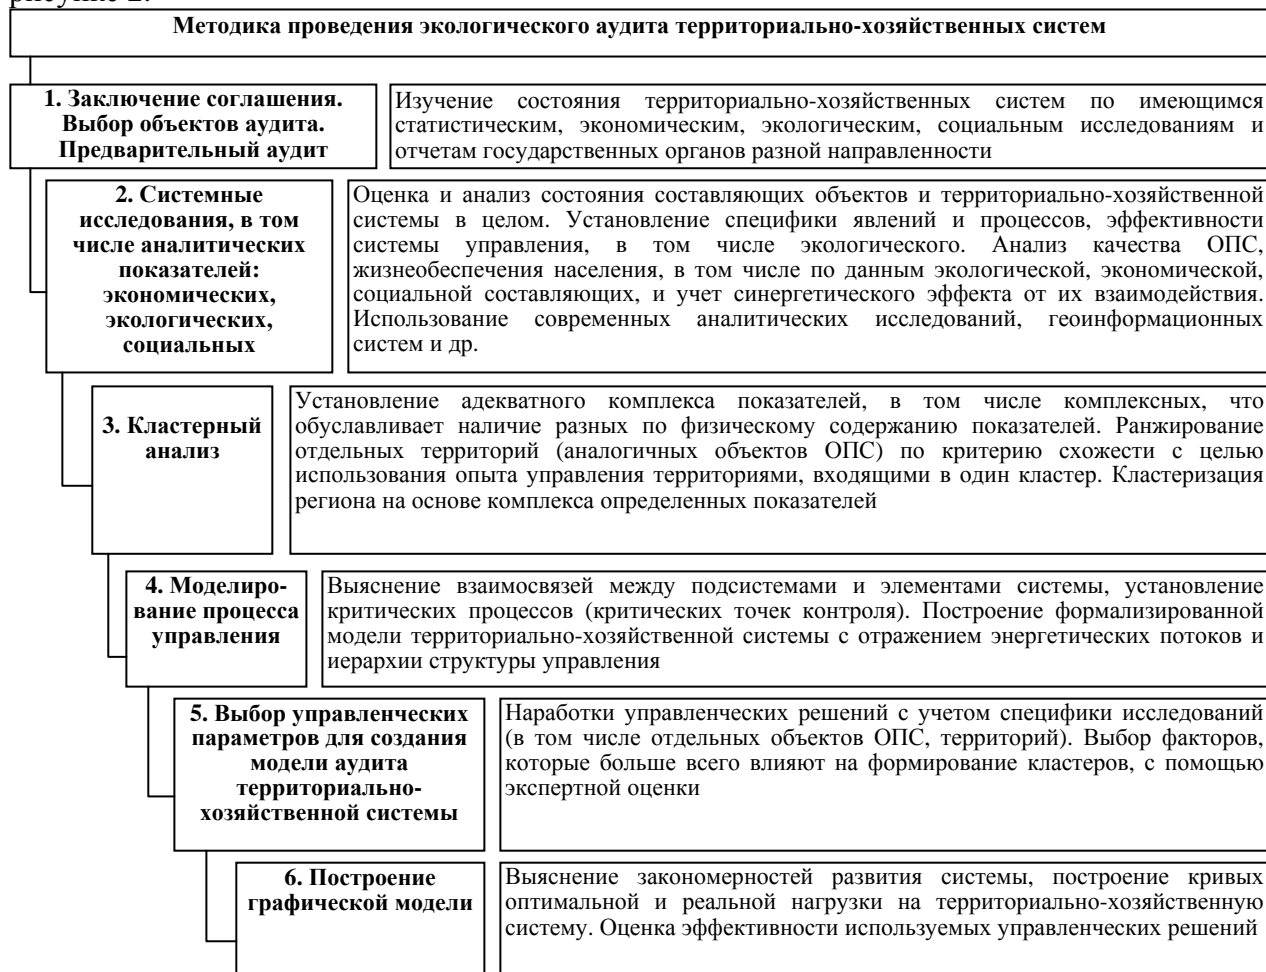 рисунке 2.
Методика проведения экологического аудита территориально-хозяйственных систем
1. Заключение соглашения.
Выбор объектов аудита.
Предварительный аудит
Изучение состояния территориально-хозяйственных систем по имеющимся
статистическим, экономическим, экологическим, социальным исследованиям и
отчетам государственных органов разной направленности
2. Системные
исследования, в том
числе аналитических
показателей:
экономических,
экологических,
социальных
Оценка и анализ состояния составляющих объектов и территориально-хозяйственной
системы в целом. Установление специфики явлений и процессов, эффективности
системы управления, в том числе экологического. Анализ качества ОПС,
жизнеобеспечения населения, в том числе по данным экологической, экономической,
социальной составляющих, и учет синергетического эффекта от их взаимодействия.
Использование современных аналитических исследований, геоинформационных
систем и др.
3. Кластерный
анализ
Установление адекватного комплекса показателей, в том числе комплексных, что
обуславливает наличие разных по физическому содержанию показателей. Ранжирование
отдельных территорий (аналогичных объектов ОПС) по критерию схожести с целью
использования опыта управления территориями, входящими в один кластер. Кластеризация
региона на основе комплекса определенных показателей
4. Моделиро-
вание процесса
управления
Выяснение взаимосвязей между подсистемами и элементами системы, установление
критических процессов (критических точек контроля). Построение формализированной
модели территориально-хозяйственной системы с отражением энергетических потоков и
иерархии структуры управления
5. Выбор управленческих
параметров для создания
модели аудита
территориально-
хозяйственной системы
Наработки управленческих решений с учетом специфики исследований
(в том числе отдельных объектов ОПС, территорий). Выбор факторов,
которые больше всего влияют на формирование кластеров, с помощью
экспертной оценки
6. Построение
графической модели
Выяснение закономерностей развития системы, построение кривых
оптимальной и реальной нагрузки на территориально-хозяйственную
систему. Оценка эффективности используемых управленческих решений